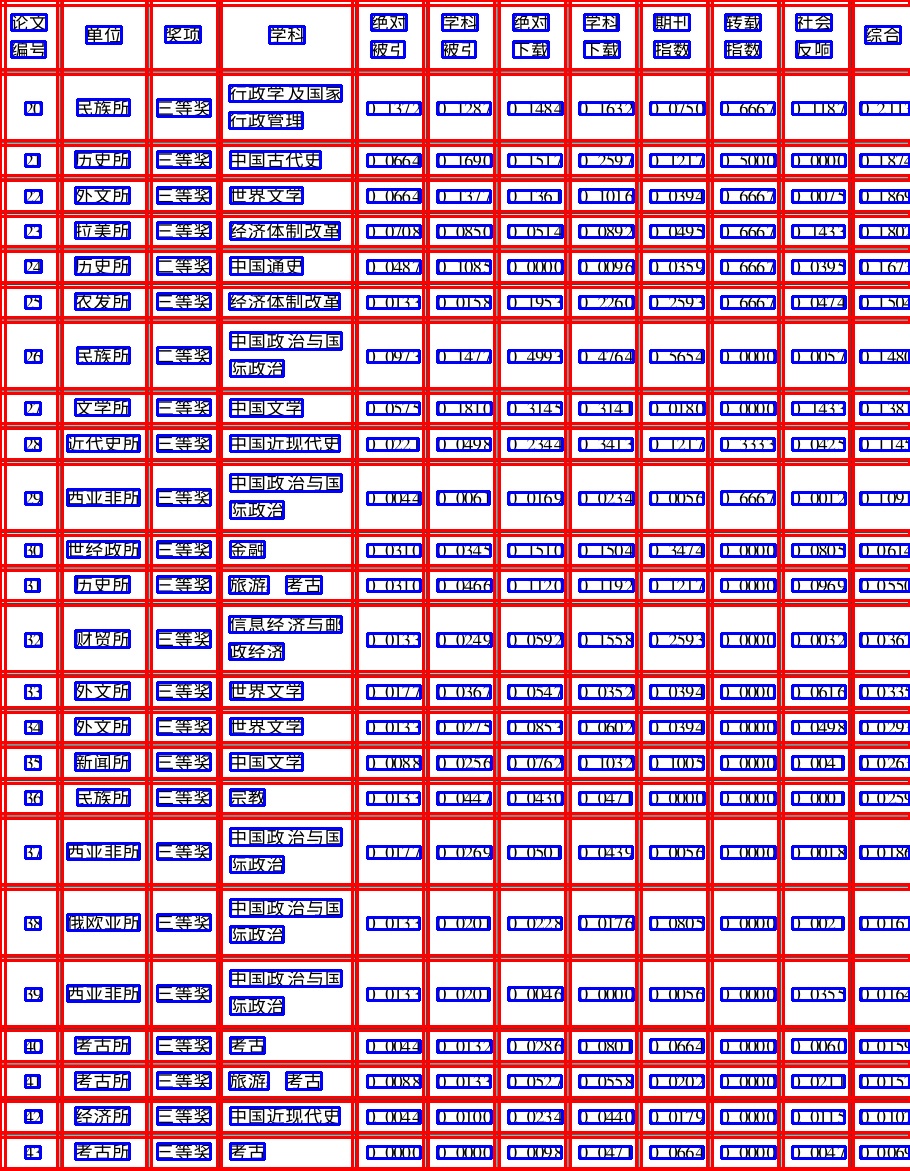 论文编号 单位 奖项 学科 绝对被引 学科被引 绝对下载 学科下载 期刊指数 转载指数 社会反响 综合
20 民族所 三等奖 行政学及国家行政管理 0.1372 0.1287 0.1484 0.1632 0.0750 0.6667 0.1187
21 历史所 三等奖 中国古代史 0.0664 0.1690 0.1517 0.2597 0.1217 0.5000 0.0000
22 外文所 三等奖 世界文学 0.0664 0.1377 0.1361 0.1016 0.0394 0.6667 0.0075
23 拉美所 三等奖 经济体制改革 0.0708 0.0850 0.0514 0.0892 0.0495 0.6667 0.1433
24 历史所 二等奖 中国通史 0.0487 0.1085 0.0000 0.0096 0.0359 0.6667 0.0395
25 农发所 三等奖 经济体制改革 0.0133 0.0158 0.1953 0.2260 0.2593 0.6667 0.0474
26 民族所 二等奖 中国政治与国际政治 0.0973 0.1477 0.4993 0.4764 0.5654 0.0000 0.0057
27 文学所 三等奖 中国文学 0.0575 0.1810 0.3145 0.3141 0.0180 0.0000 0.1433
28 近代史所 三等奖 中国近现代史 0.0221 0.0498 0.2344 0.3413 0.1217 0.3333 0.0425
29 西亚非所 三等奖 中国政治与国际政治 0.0044 0.0061 0.0169 0.0234 0.0056 0.6667 0.0012
30 世经政所 三等奖 金融 0.0310 0.0345 0.1510 0.1504 0.3474 0.0000 0.0805
31 历史所 三等奖 旅游 考古 0.0310 0.0466 0.1120 0.1192 0.1217 0.0000 0.0969
32 财贸所 三等奖 信息经济与邮政经济 0.0133 0.0249 0.0592 0.1558 0.2593 0.0000 0.0032
33 外文所 三等奖 世界文学 0.0177 0.0367 0.0547 0.0352 0.0394 0.0000 0.0616
34 外文所 三等奖 世界文学 0.0133 0.0275 0.0853 0.0602 0.0394 0.0000 0.0498
35 新闻所 三等奖 中国文学 0.0088 0.0256 0.0762 0.1032 0.1005 0.0000 0.0041
36 民族所 三等奖 宗教 0.0133 0.0447 0.0430 0.0471 0.0000 0.0000 0.0001
37 西亚非所 三等奖 中国政治与国际政治 0.0177 0.0269 0.0501 0.0439 0.0056 0.0000 0.0018
38 俄欧亚所 三等奖 中国政治与国际政治 0.0133 0.0201 0.0228 0.0176 0.0805 0.0000 0.0021
39 西亚非所 三等奖 中国政治与国际政治 0.0133 0.0201 0.0046 0.0000 0.0056 0.0000 0.0355
40 考古所 三等奖 考古 0.0044 0.0132 0.0286 0.0801 0.0664 0.0000 0.0060
41 考古所 三等奖 旅游 考古 0.0088 0.0133 0.0527 0.0558 0.0202 0.0000 0.0211
42 经济所 三等奖 中国近现代史 0.0044 0.0100 0.0234 0.0440 0.0179 0.0000 0.0115
43 考古所 三等奖 考古 0.0000 0.0000 0.0098 0.0471 0.0664 0.0000 0.0047